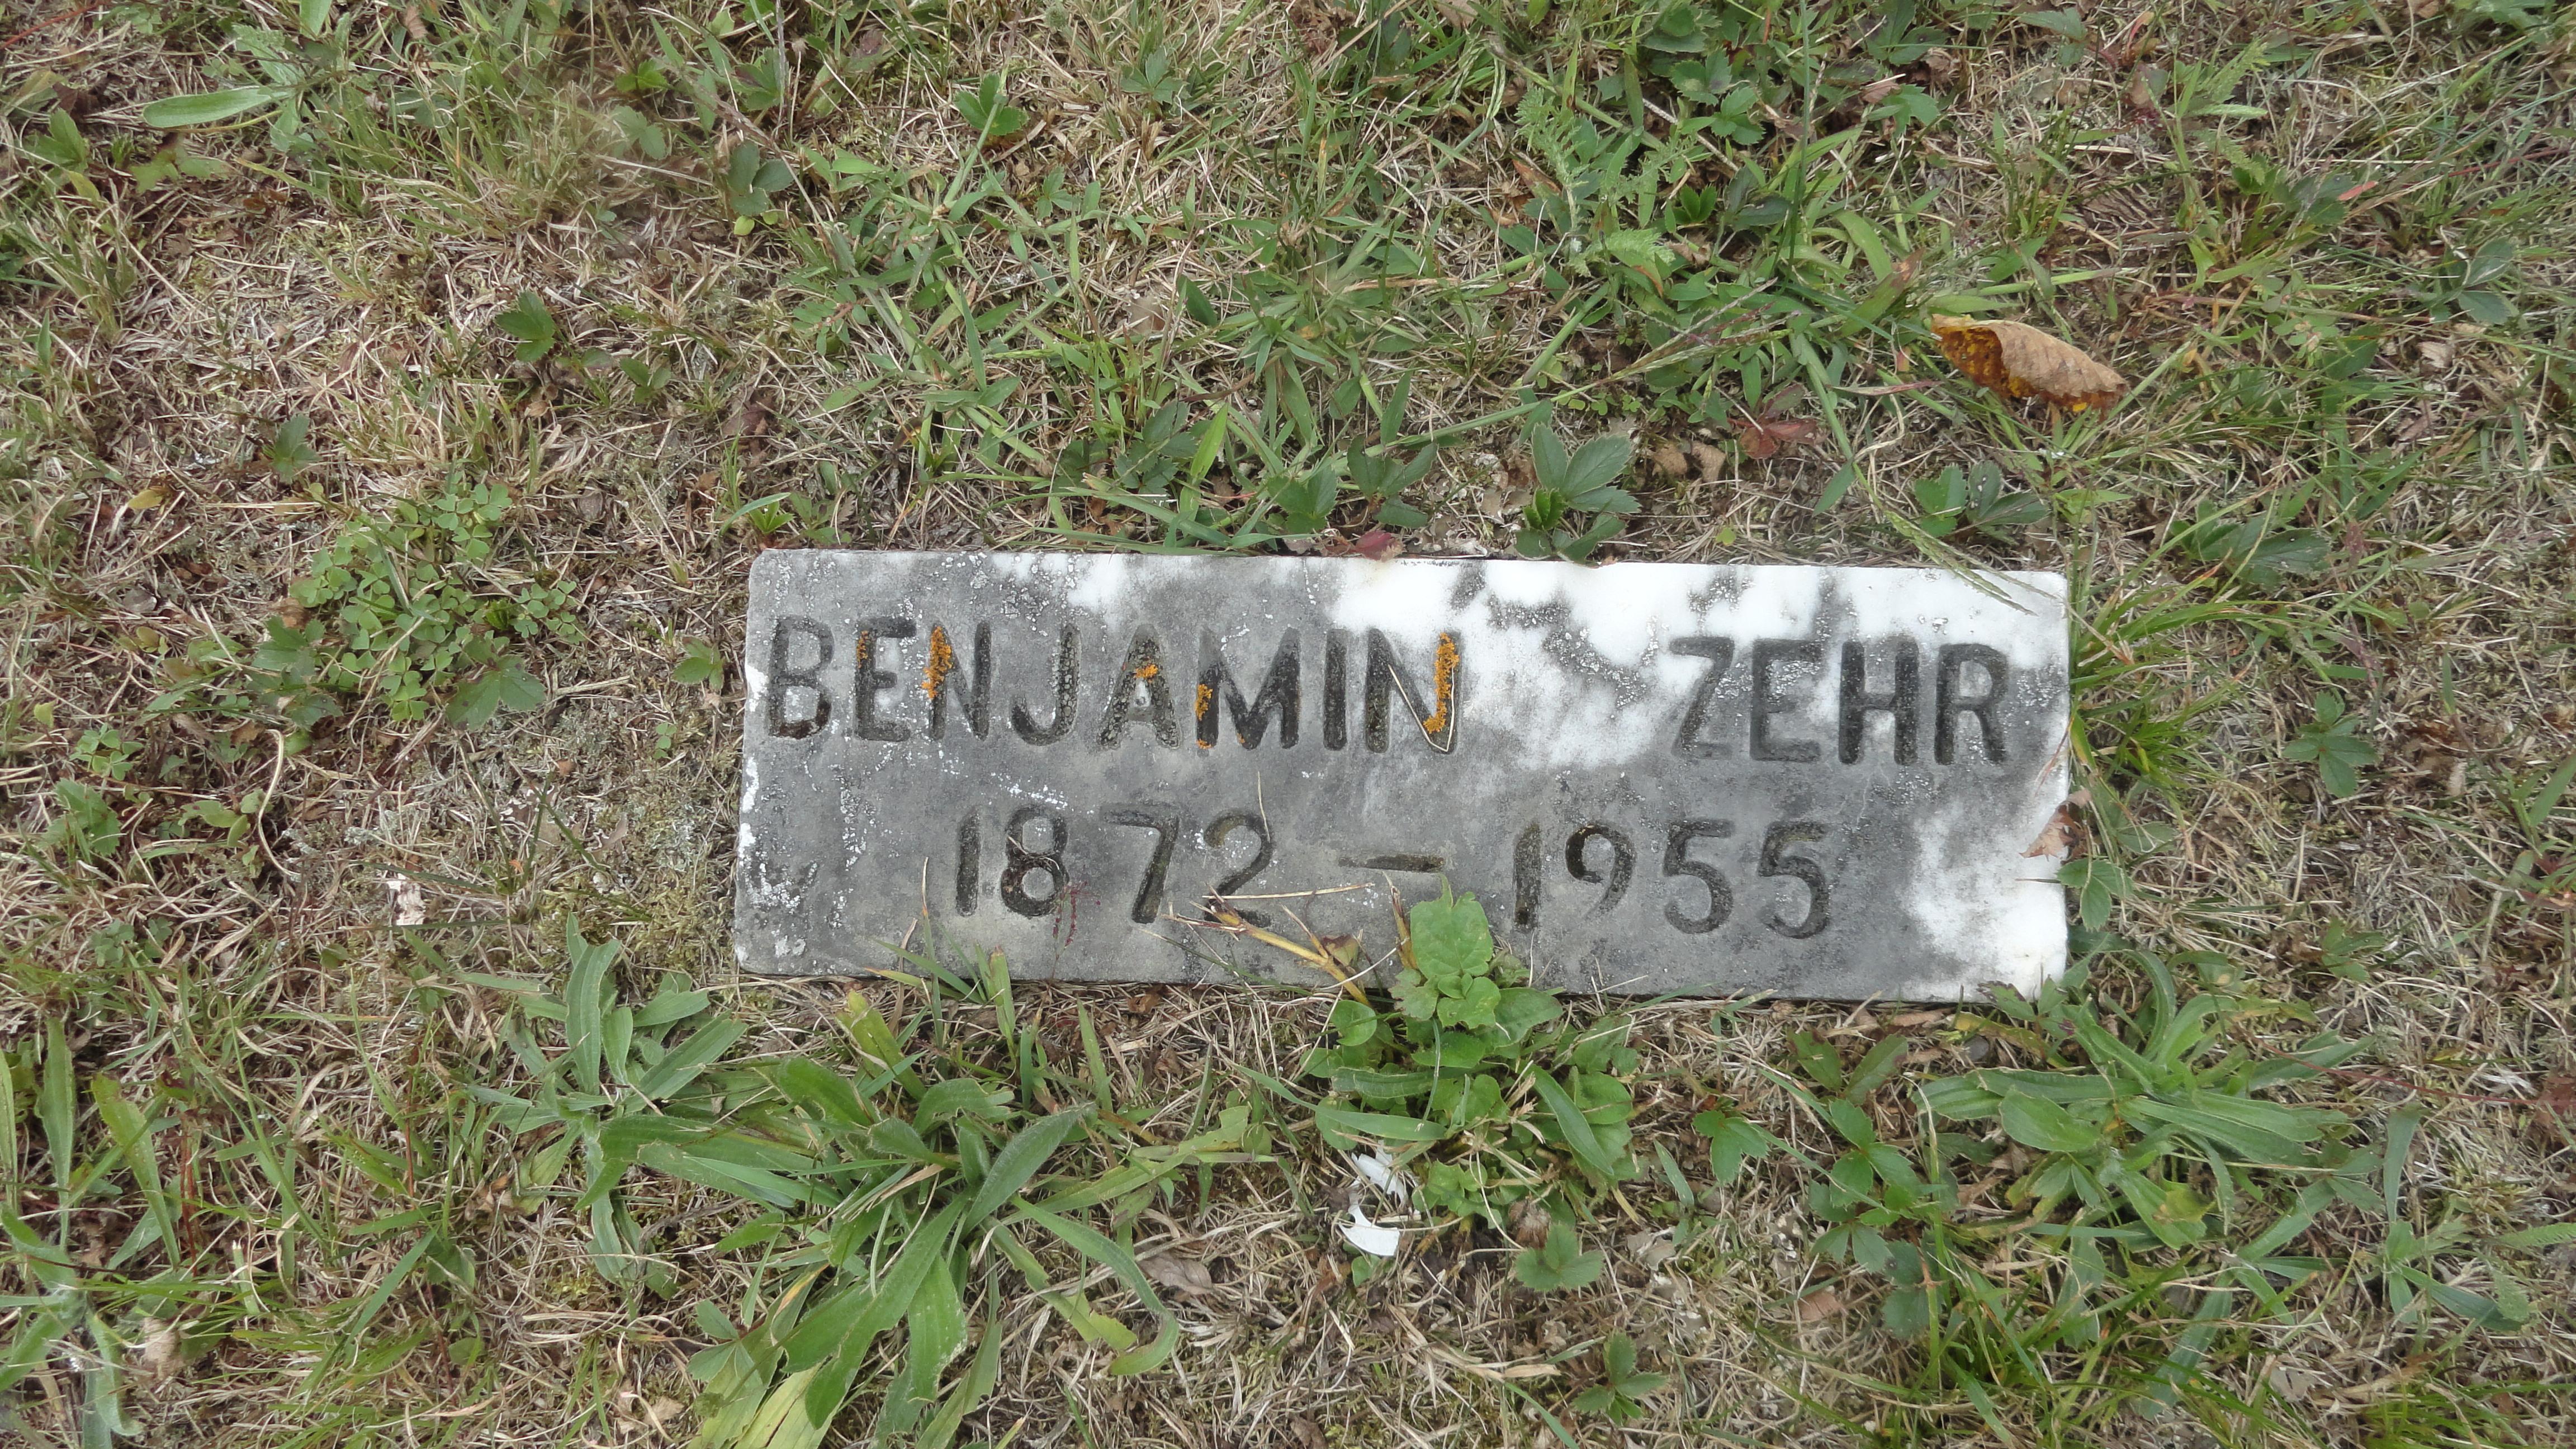 BENJAMIN ZEHR
1872 — 1955